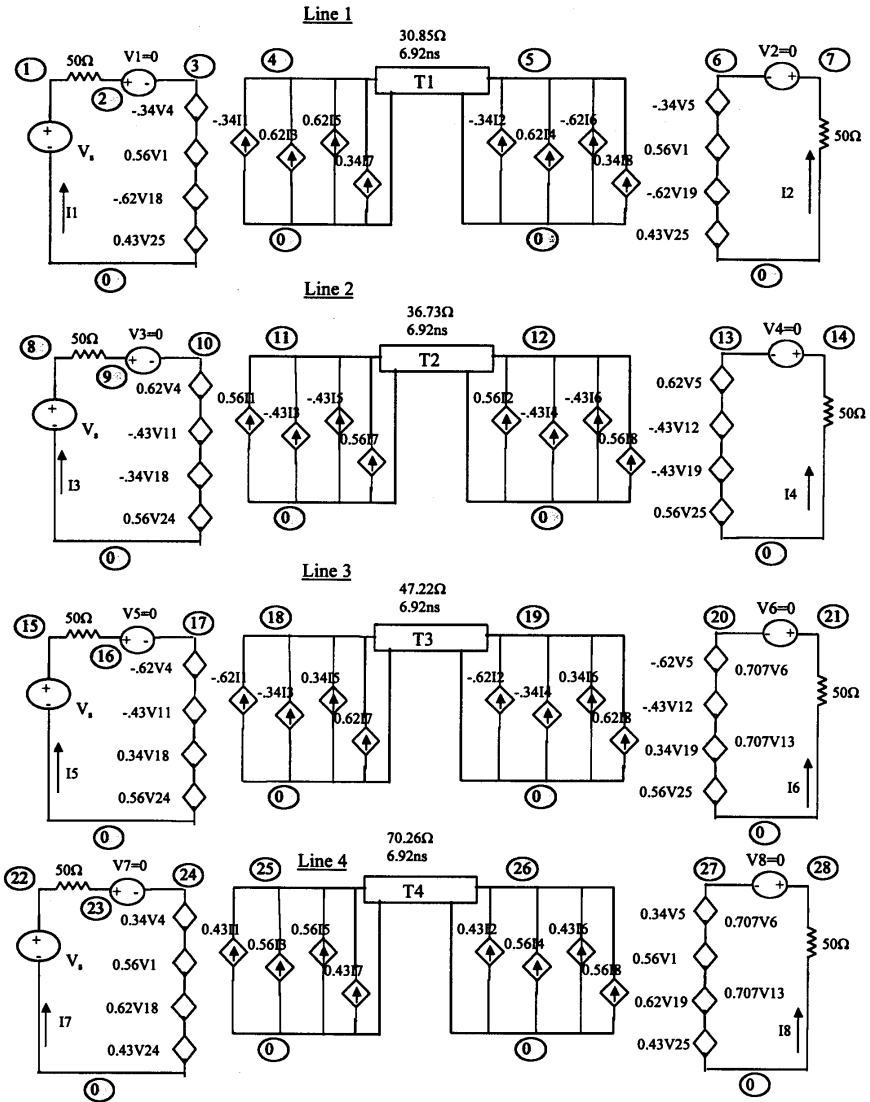 Line 1
30.85Ω
6.92ns
1 50Ω V1=0 3 4 T1 5 6 V2=0 7
2
Vs
I1
-.34V4
0.56V1
-.62V18
0.43V25
-.34I1 0.62I3 0.62I5 0.34I7
-.34I2 0.62I4 -.62I6 0.34I8
-.34V5
0.56V1
-.62V19
0.43V25
50Ω
I2
0 0 0 0
Line 2
36.73Ω
6.92ns
8 50Ω V3=0 10 11 T2 12 13 V4=0 14
9
Vs
I3
0.62V4
-.43V11
-.34V18
0.56V24
0.56I1 -.43I3 -.43I5 0.56I7
0.56I2 -.43I4 -.43I6 0.56I8
0.62V5
-.43V12
-.43V19
0.56V25
50Ω
I4
0 0 0 0
Line 3
47.22Ω
6.92ns
15 50Ω V5=0 17 18 T3 19 20 V6=0 21
16
Vs
I5
-.62V4
-.43V11
0.34V18
0.56V24
-.62I1 -.34I3 0.34I5 0.62I7
-.62I2 -.34I4 0.34I6 0.62I8
-.62V5
-.43V12
0.34V19
0.56V25
0.707V6
0.707V13
50Ω
I6
0 0 0 0
70.26Ω
6.92ns
Line 4
22 50Ω V7=0 24 25 T4 26 27 V8=0 28
23
Vs
I7
0.34V4
0.56V1
0.62V18
0.43V24
0.43I1 0.56I3 0.56I5 0.43I7
0.43I2 0.56I4 0.43I6 0.56I8
0.34V5
0.56V1
0.62V19
0.43V25
0.707V6
0.707V13
50Ω
I8
0 0 0 0